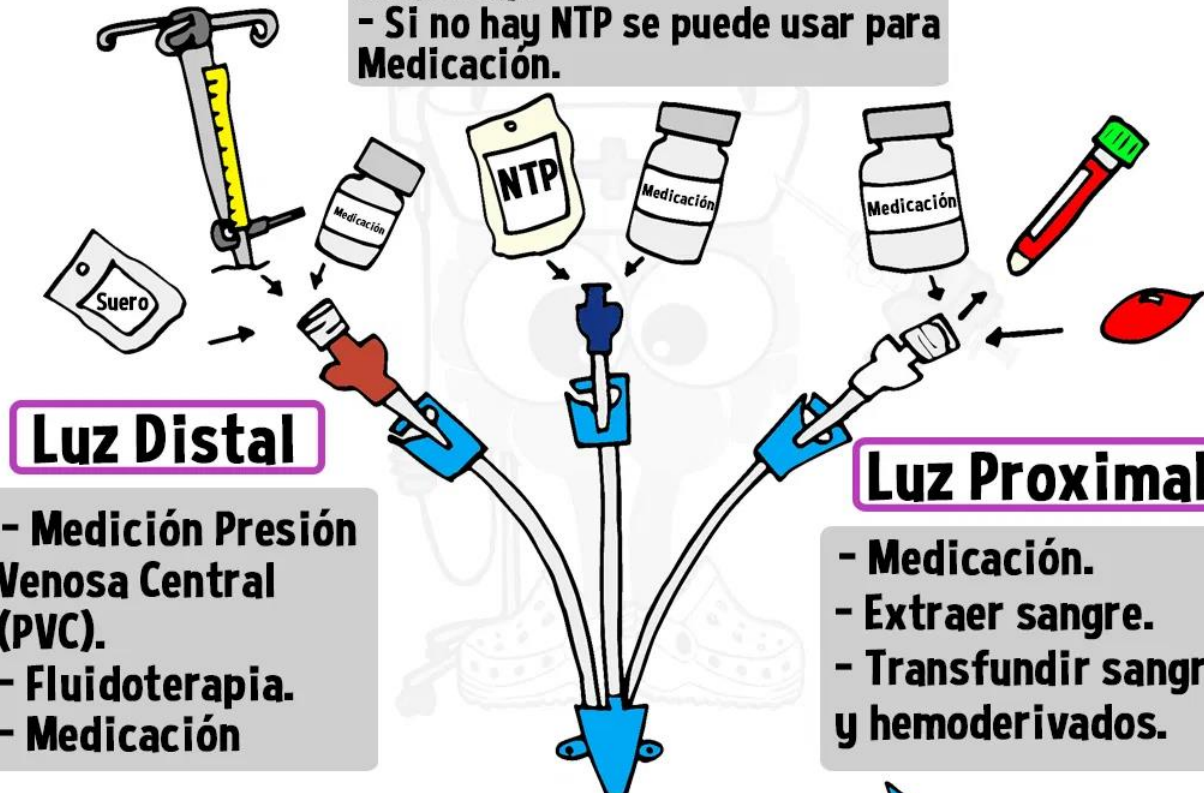 - Si no hay NTP se puede usar para
Medicación.
NTP
Medicación
Medicación
Medicación
Suero
Luz Distal
- Medición Presión
Venosa Central
(PVC).
- Fluidoterapia.
- Medicación
Luz Proximal
- Medicación.
- Extraer sangre.
- Transfundir sangr
y hemoderivados.